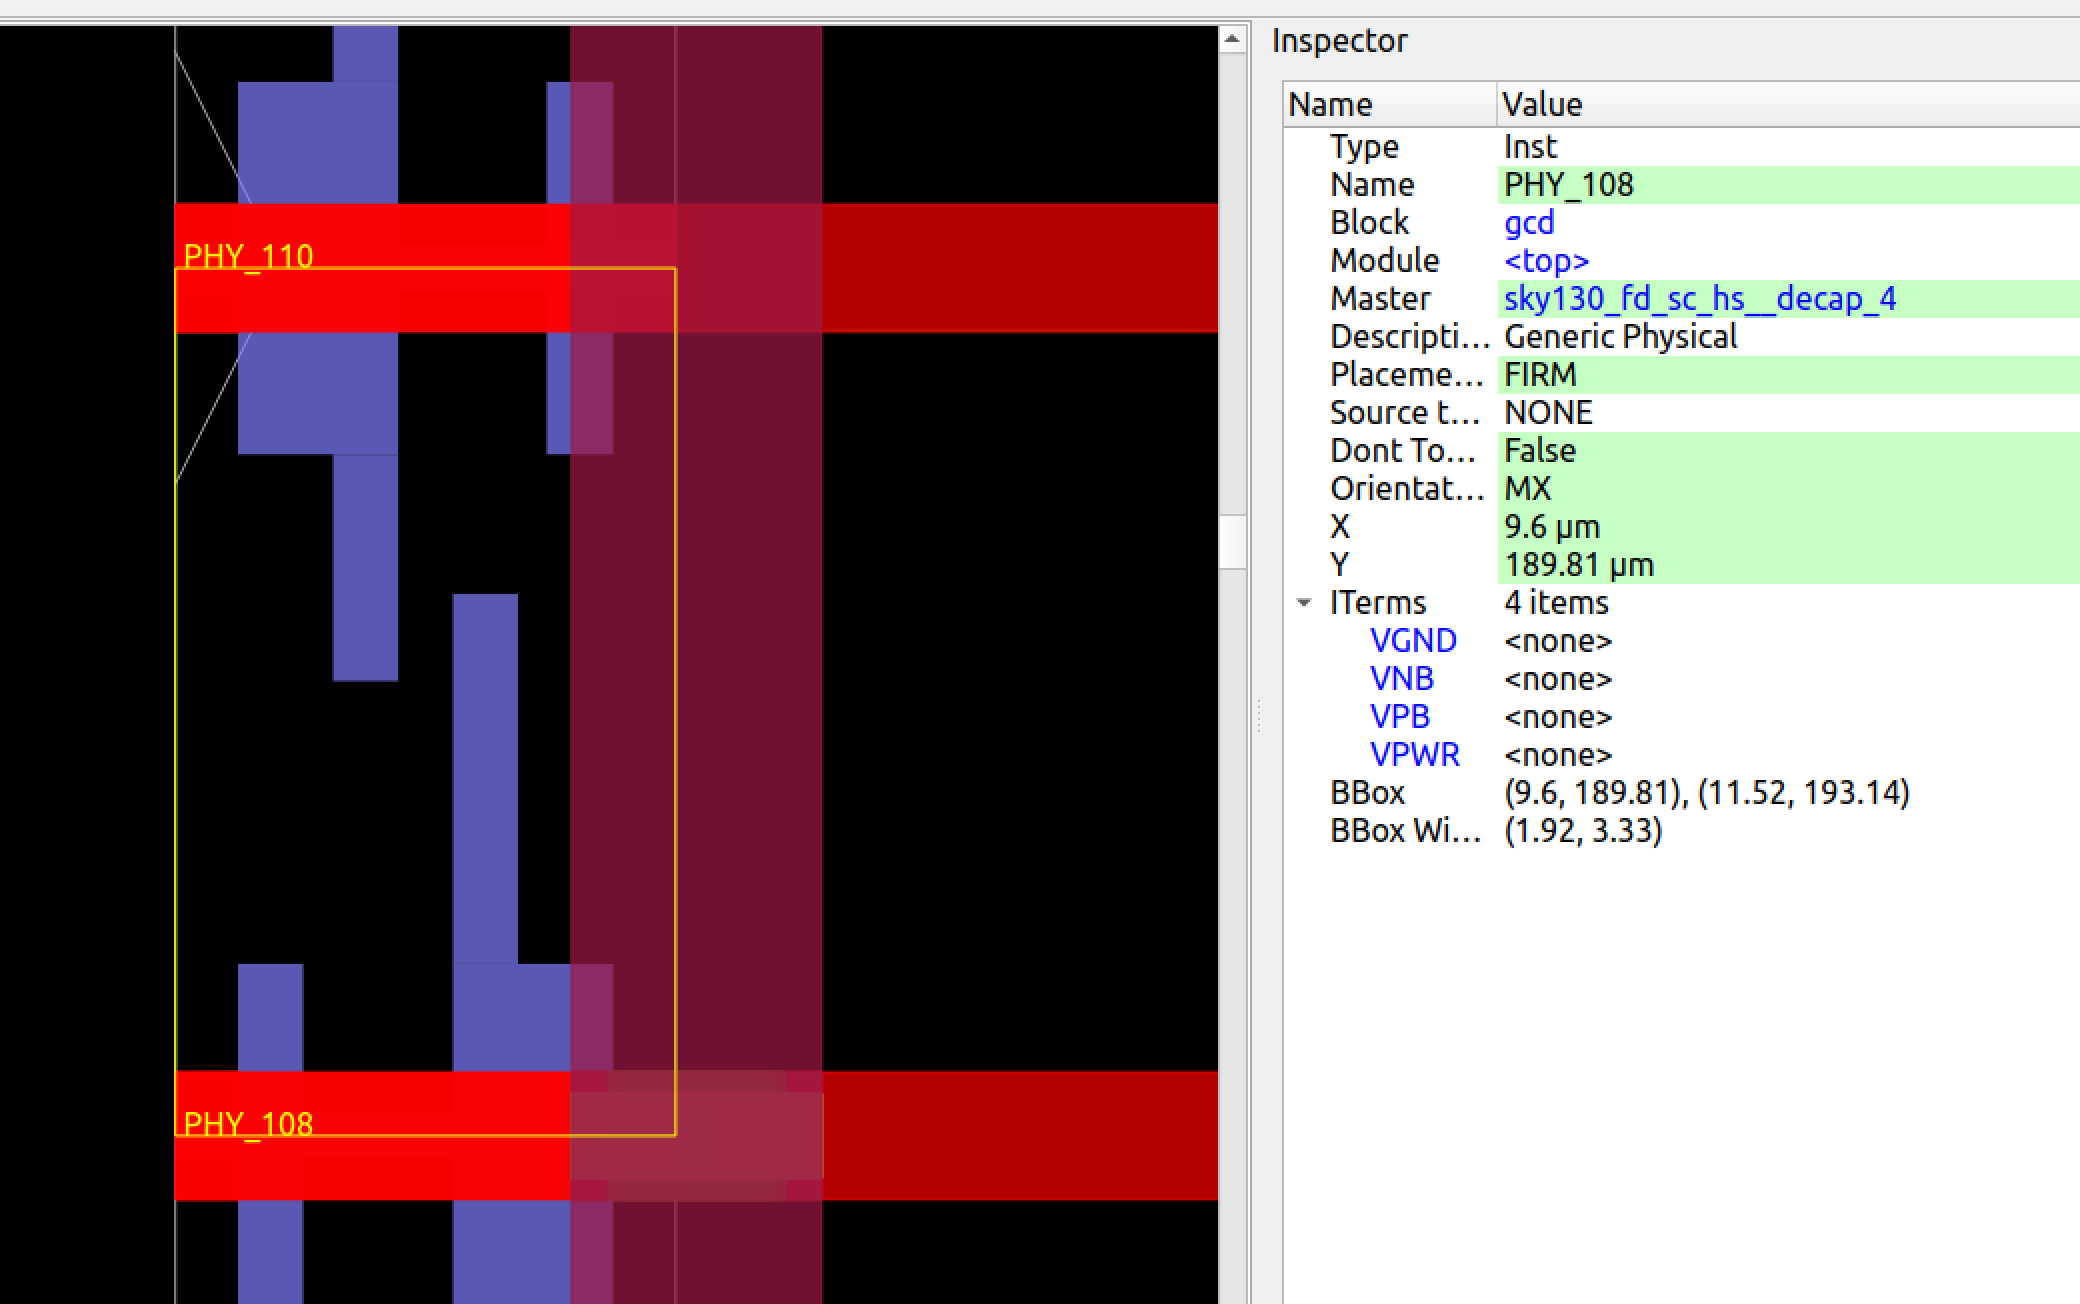 PHY_110
PHY_108
Inspector
Name Value
Type Inst
Name PHY_108
Block gcd
Module <top>
Master sky130_fd_sc_hs__decap_4
Descripti... Generic Physical
Placeme... FIRM
Source t... NONE
Dont To... False
Orientat... MX
X 9.6 µm
Y 189.81 µm
ITerms 4 items
VGND <none>
VNB <none>
VPB <none>
VPWR <none>
BBox (9.6, 189.81), (11.52, 193.14)
BBox Wi... (1.92, 3.33)